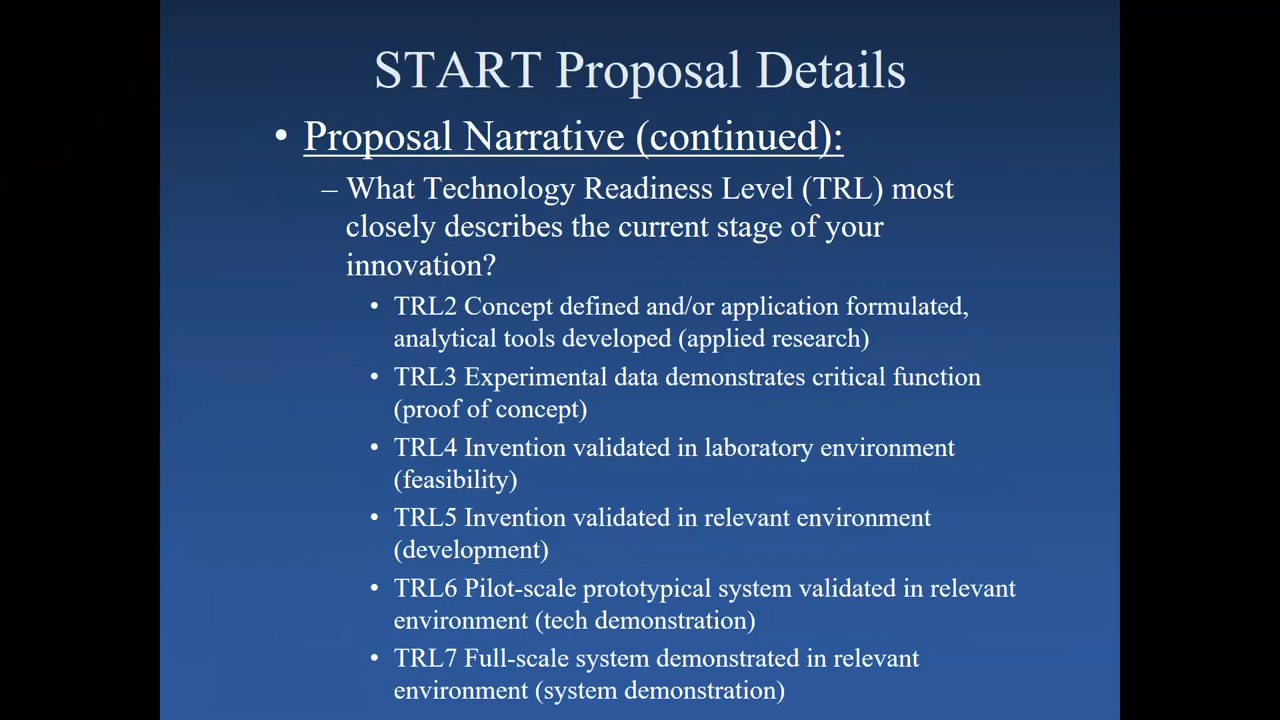 START Proposal Details
• Proposal Narrative (continued):
– What Technology Readiness Level (TRL) most
closely describes the current stage of your
innovation?
• TRL2 Concept defined and/or application formulated,
analytical tools developed (applied research)
• TRL3 Experimental data demonstrates critical function
(proof of concept)
• TRL4 Invention validated in laboratory environment
(feasibility)
• TRL5 Invention validated in relevant environment
(development)
• TRL6 Pilot-scale prototypical system validated in relevant
environment (tech demonstration)
• TRL7 Full-scale system demonstrated in relevant
environment (system demonstration)